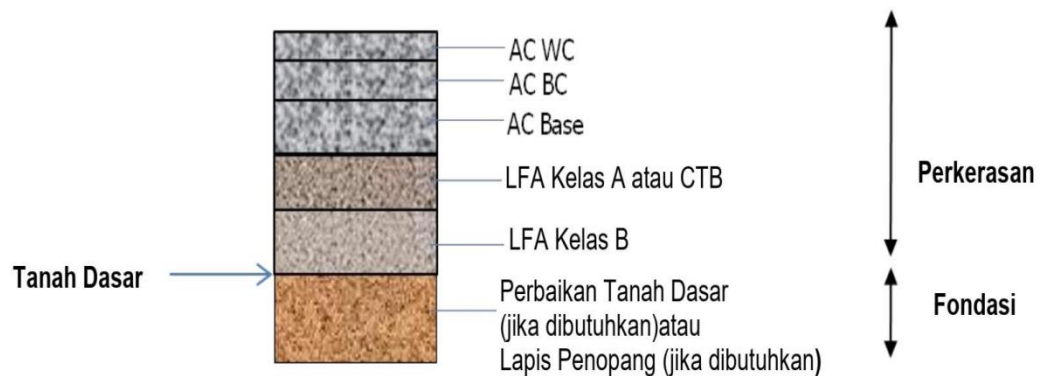 AC WC
AC BC
AC Base
LFA Kelas A atau CTB
Perkerasan
LFA Kelas B
Tanah Dasar
Perbaikan Tanah Dasar
(jika dibutuhkan)atau
Lapis Penopang (jika dibutuhkan)
Fondasi